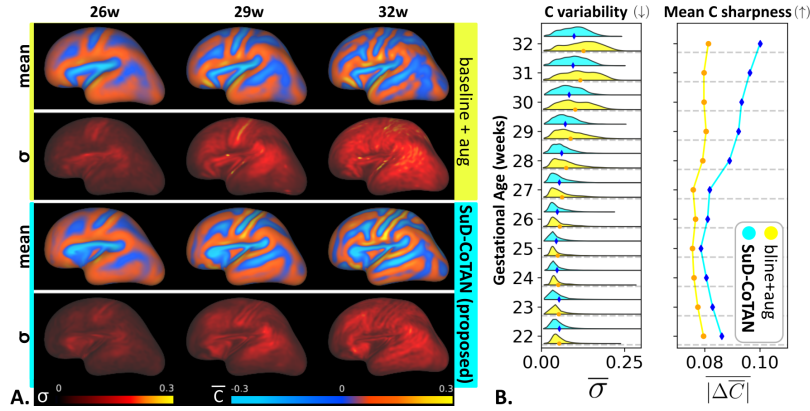 26w 29w 32w
mean
σ
baseline + aug
mean
σ
SuD-CoTAN (proposed)
A.
σ 0 0.3
C -0.3 0 0.3
C variability (↓)
Gestational Age (weeks)
32
31
30
29
28
27
26
25
24
23
22
0.00 0.25
σ
B.
Mean C sharpness(↑)
bline+aug
SuD-CoTAN
0.08 0.10
|ΔC|